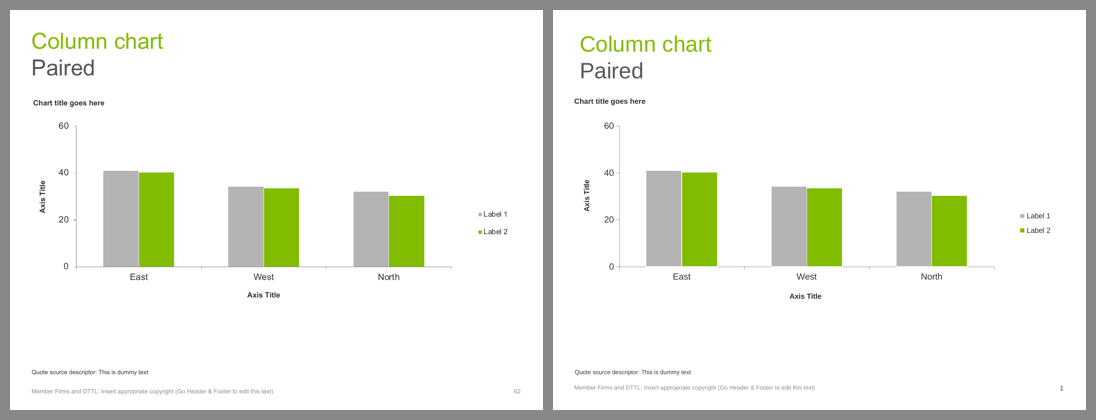 Column chart
Paired
Chart title goes here
60
40
20
0
Axis Title
East
West
North
Axis Title
Label 1
Label 2
Quote source descriptor: This is dummy text
Member Firms and DTTL: Insert appropriate copyright (Go Header & Footer to edit this text)
62
Column chart
Paired
Chart title goes here
60
40
20
0
Axis Title
East
West
North
Axis Title
Label 1
Label 2
Quote source descriptor: This is dummy text
Member Firms and DTTL: Insert appropriate copyright (Go Header & Footer to edit this text)
1